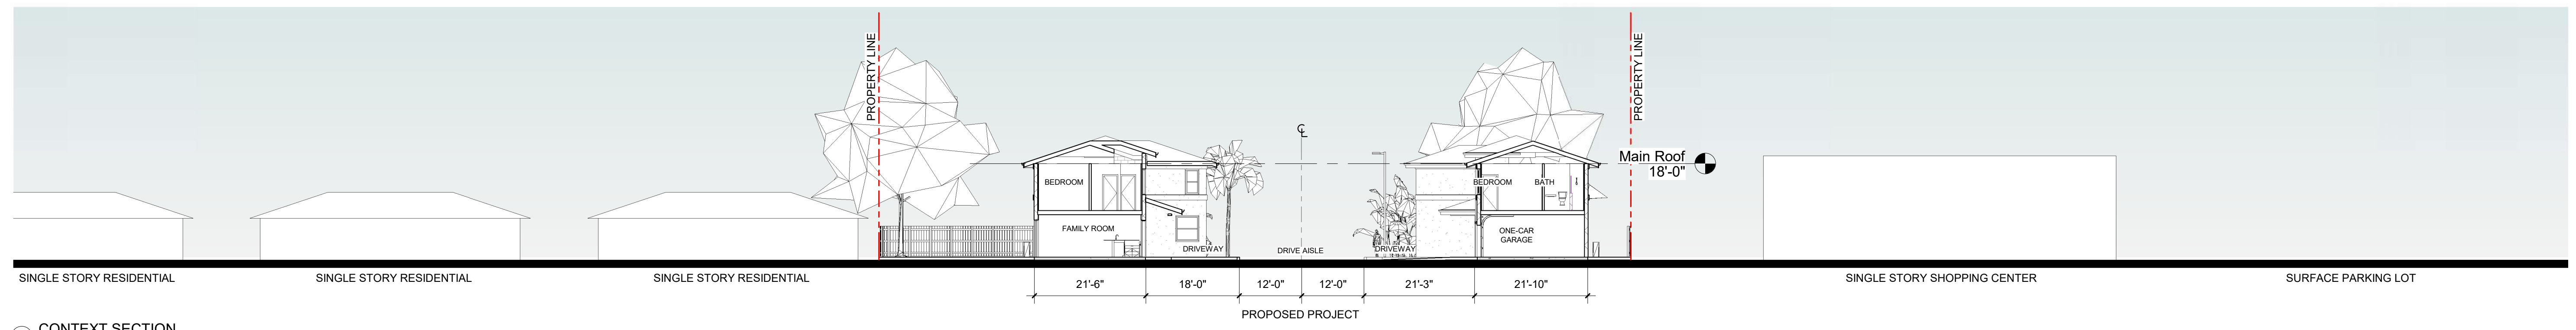 PROPERTY LINE
PROPERTY LINE
℄
Main Roof
18'-0"
BEDROOM
BEDROOM
BATH
FAMILY ROOM
ONE-CAR
GARAGE
DRIVEWAY
DRIVE AISLE
DRIVEWAY
SINGLE STORY RESIDENTIAL
SINGLE STORY RESIDENTIAL
SINGLE STORY RESIDENTIAL
SINGLE STORY SHOPPING CENTER
SURFACE PARKING LOT
21'-6"
18'-0"
12'-0"
12'-0"
21'-3"
21'-10"
PROPOSED PROJECT
CONTEXT SECTION